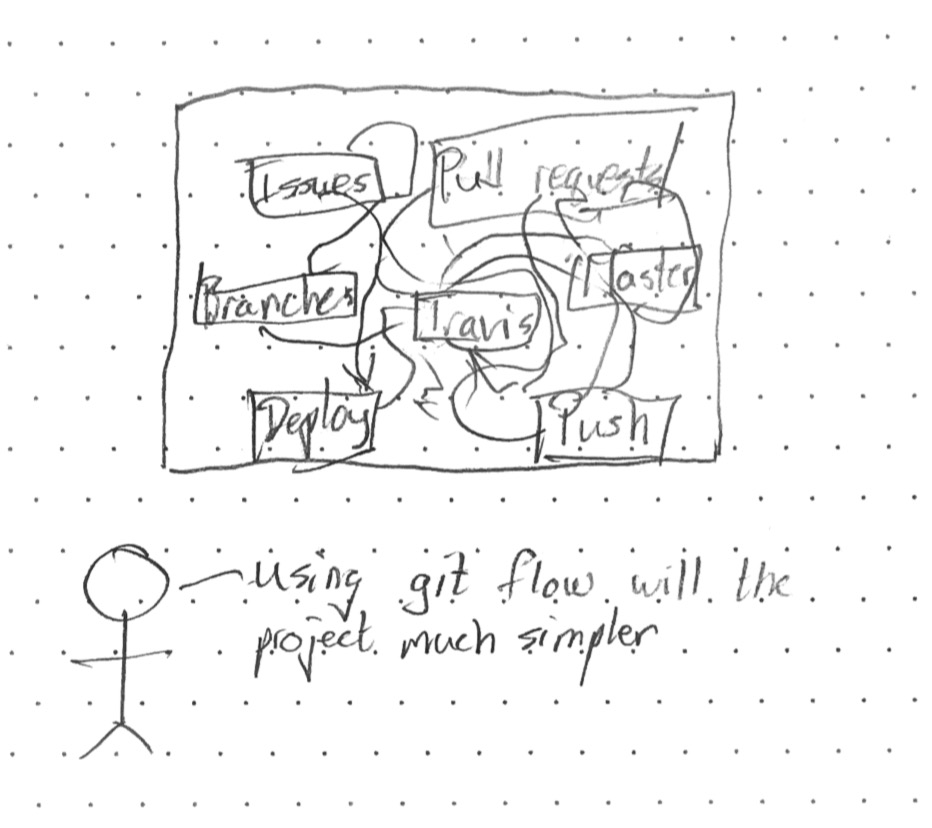 Issues
Pull requests
Branches
Travis
Master
Deploy
Push
using git flow will the
project much simpler